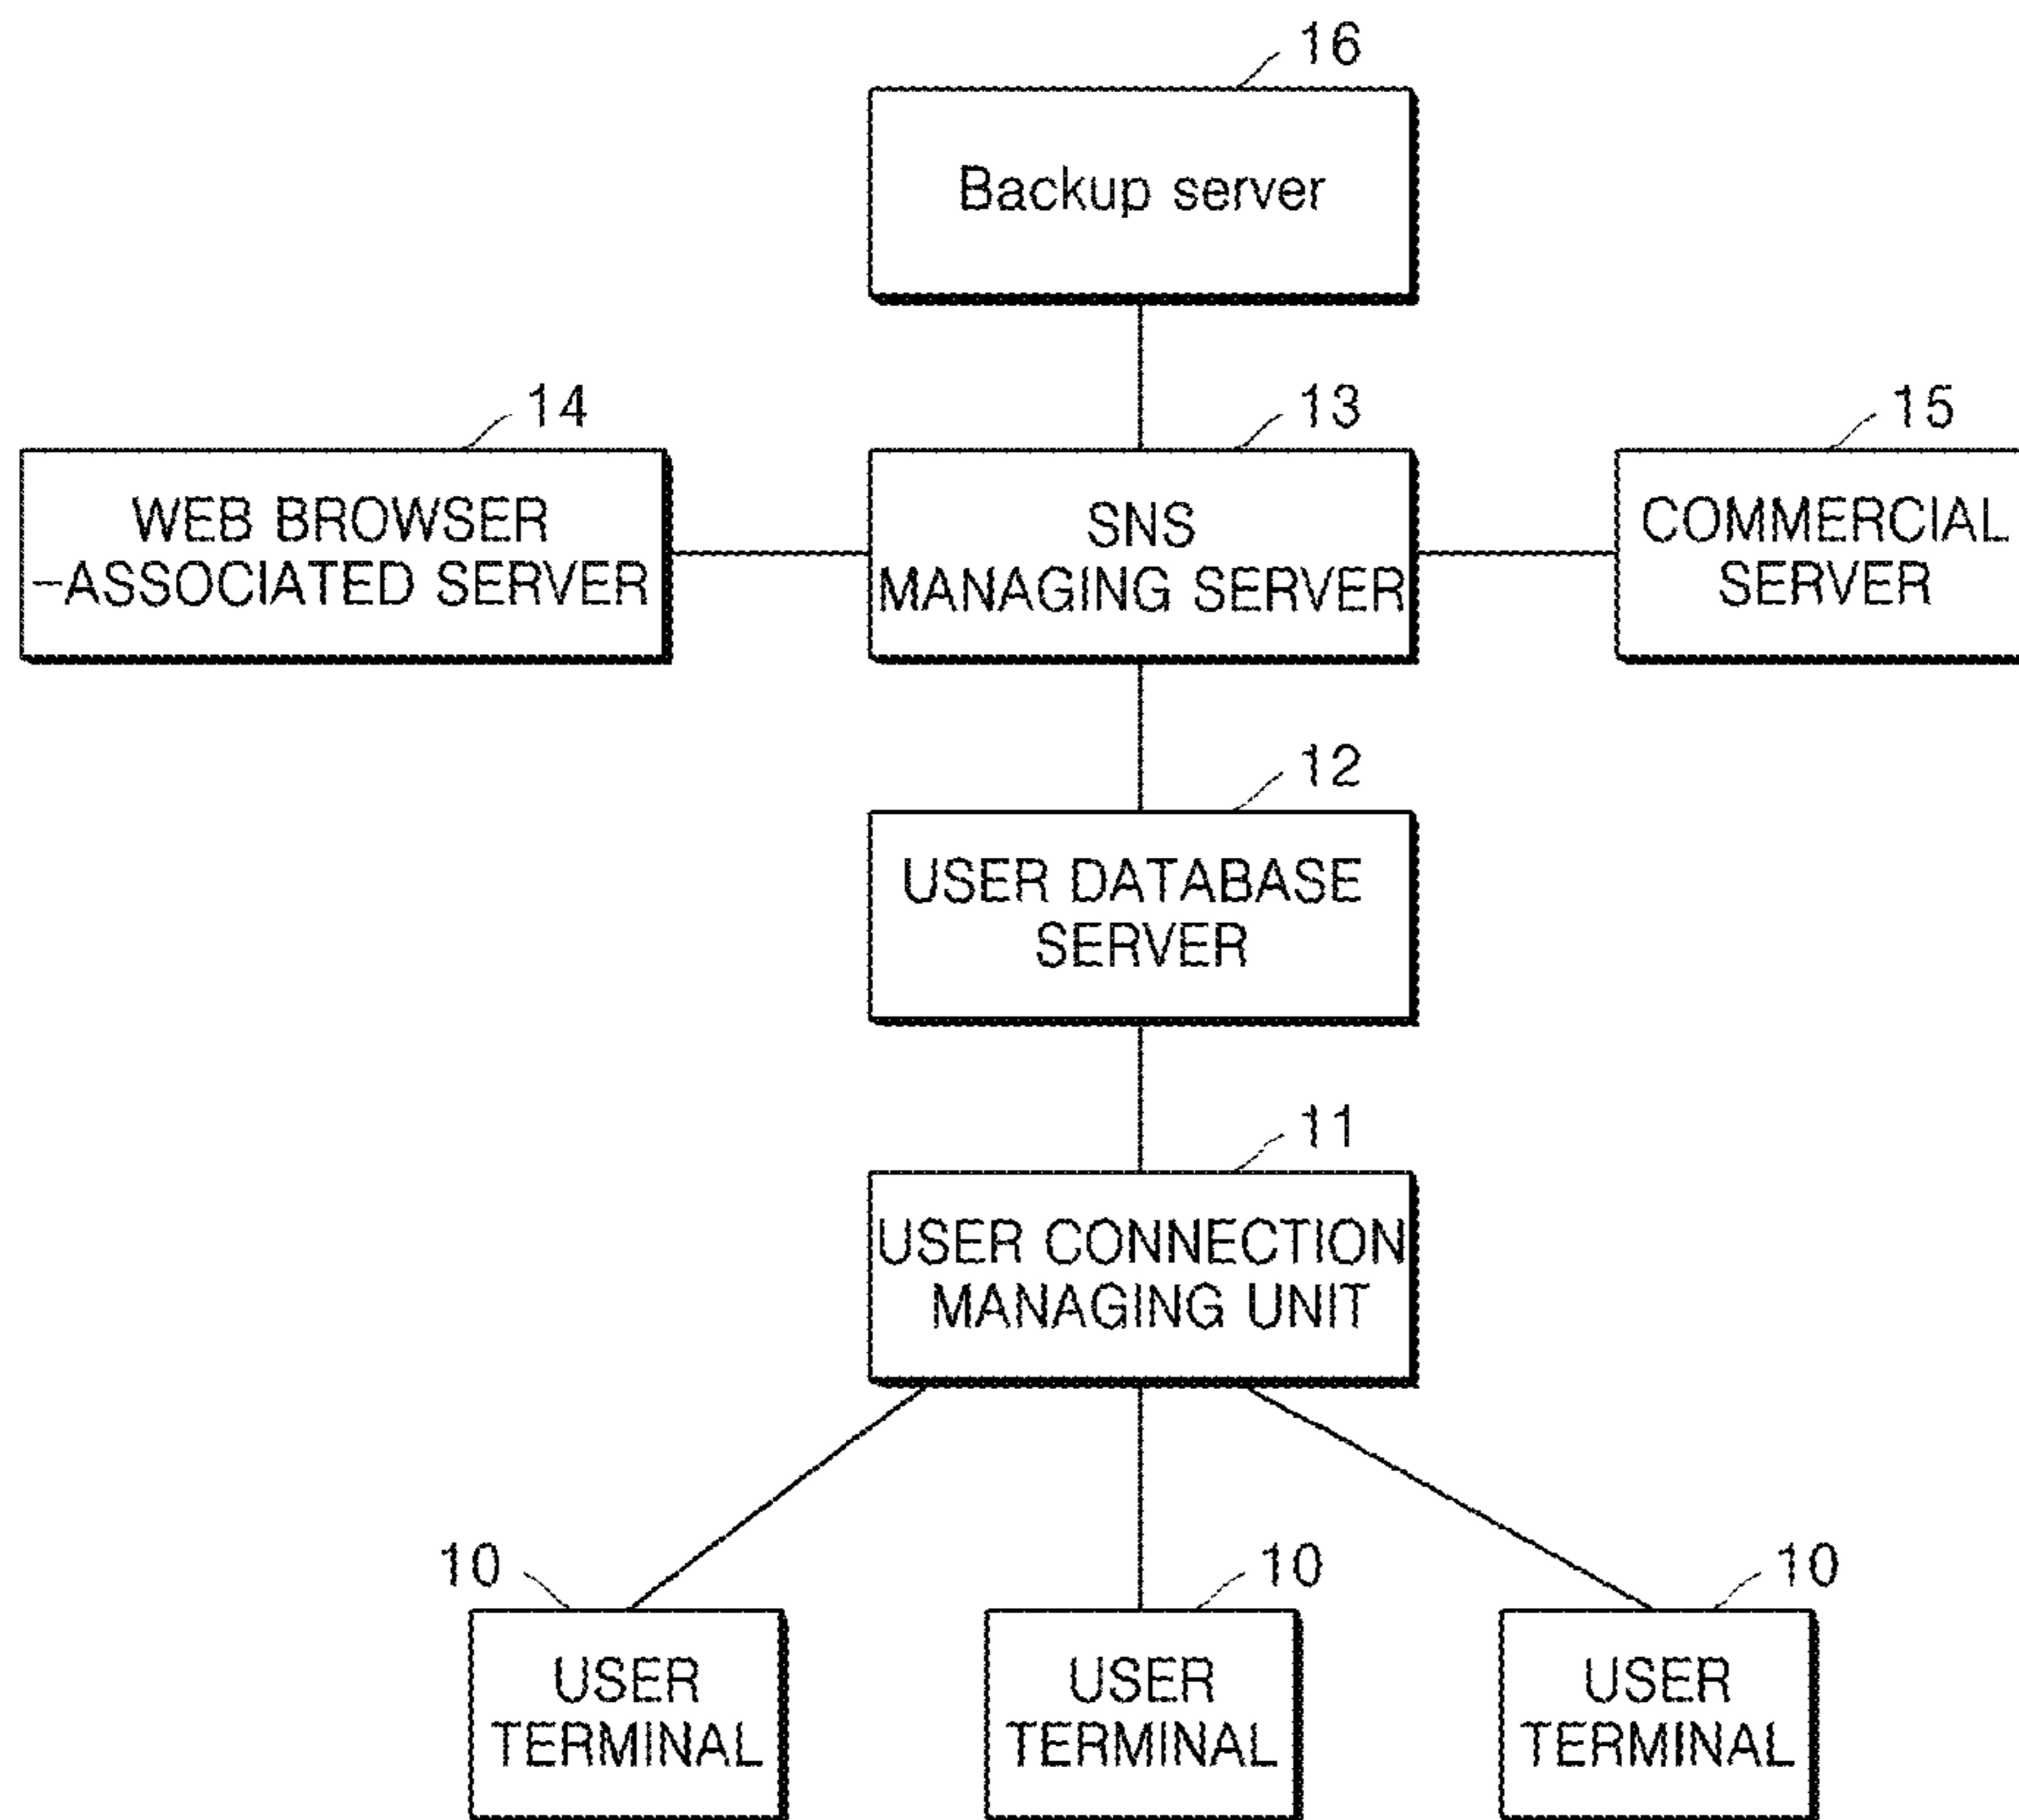 16
Backup server
14
13
15
WEB BROWSER
-ASSOCIATED SERVER
SNS
MANAGING SERVER
COMMERCIAL
SERVER
12
USER DATABASE
SERVER
11
USER CONNECTION
MANAGING UNIT
10
10
10
USER
TERMINAL
USER
TERMINAL
USER
TERMINAL